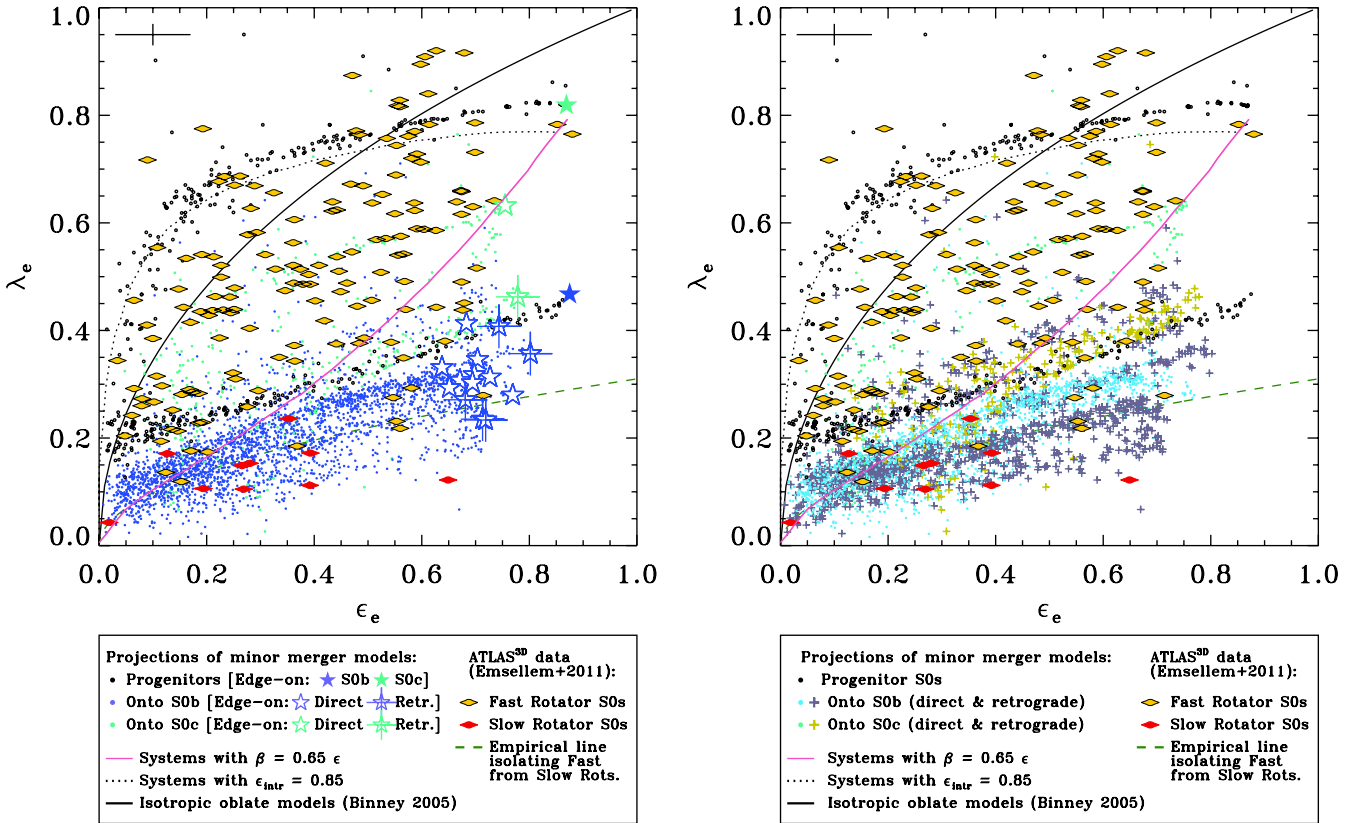 1.0
0.8
0.6
0.4
0.2
0.0
λe
0.0 0.2 0.4 0.6 0.8 1.0
εe
Projections of minor merger models:
Progenitors [Edge-on: S0b S0c]
Onto S0b [Edge-on: Direct Retr.]
Onto S0c [Edge-on: Direct Retr.]
Systems with β = 0.65 ε
Systems with εintr = 0.85
Isotropic oblate models (Binney 2005)
ATLAS3D data
(Emsellem+2011):
Fast Rotator S0s
Slow Rotator S0s
Empirical line
isolating Fast
from Slow Rots.
1.0
0.8
0.6
0.4
0.2
0.0
λe
0.0 0.2 0.4 0.6 0.8 1.0
εe
Projections of minor merger models:
Progenitor S0s
Onto S0b (direct & retrograde)
Onto S0c (direct & retrograde)
Systems with β = 0.65 ε
Systems with εintr = 0.85
Isotropic oblate models (Binney 2005)
ATLAS3D data
(Emsellem+2011):
Fast Rotator S0s
Slow Rotator S0s
Empirical line
isolating Fast
from Slow Rots.